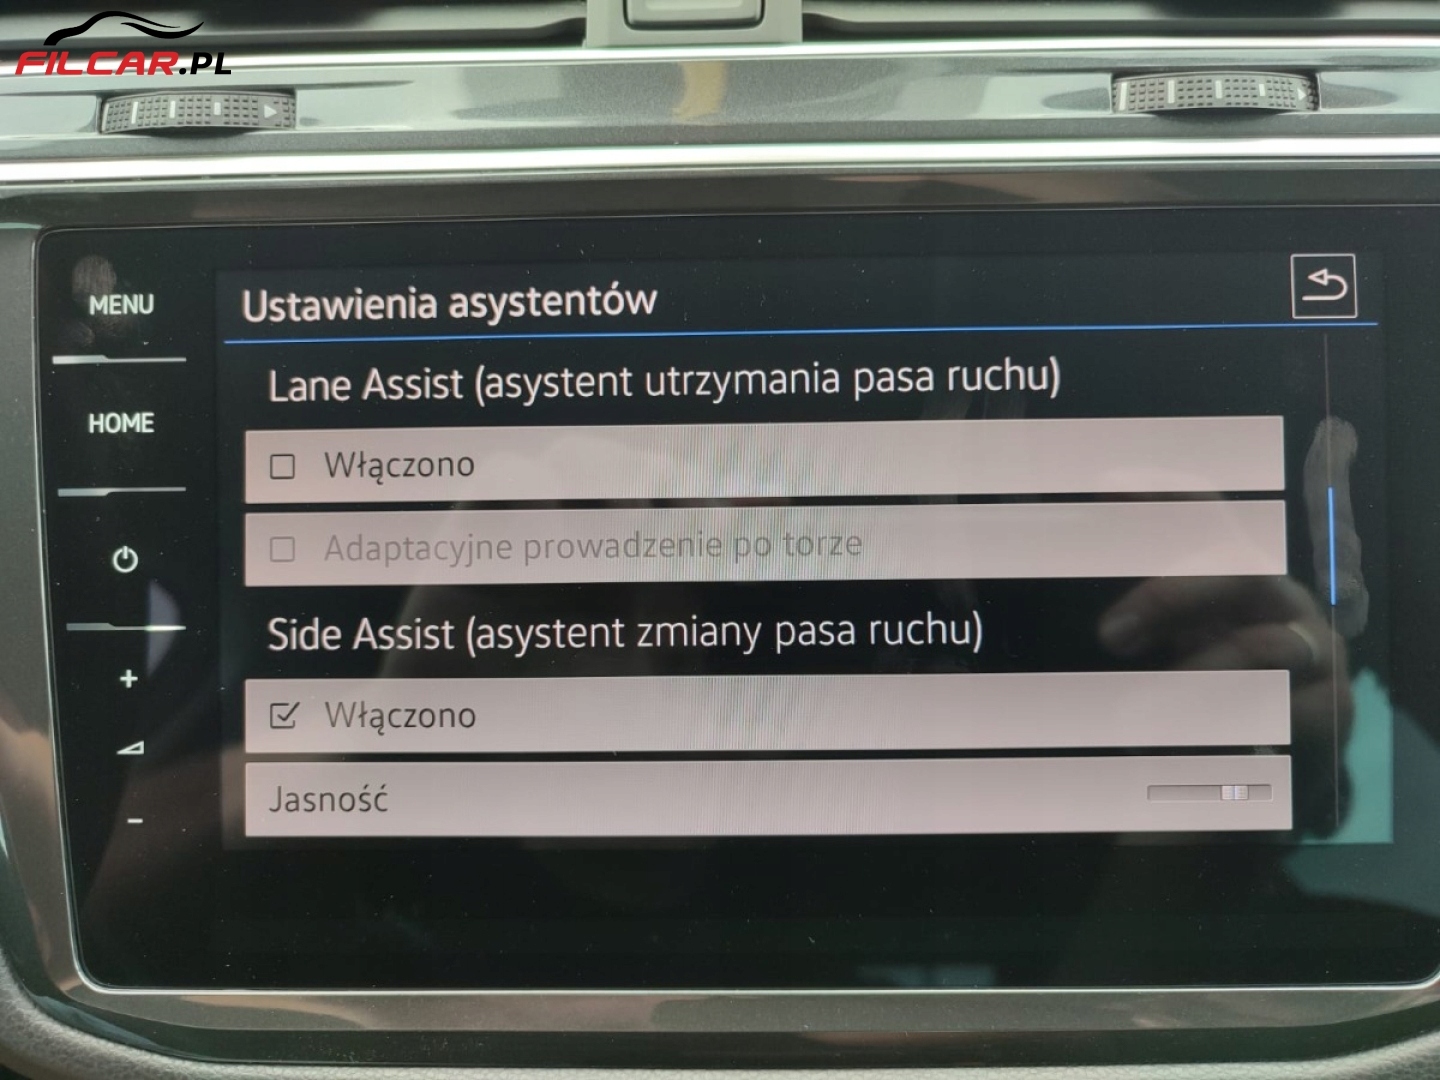 FILCAR.PL
MENU
HOME
Ustawienia asystentów
Lane Assist (asystent utrzymania pasa ruchu)
Włączono
Adaptacyjne prowadzenie po torze
Side Assist (asystent zmiany pasa ruchu)
Włączono
Jasność